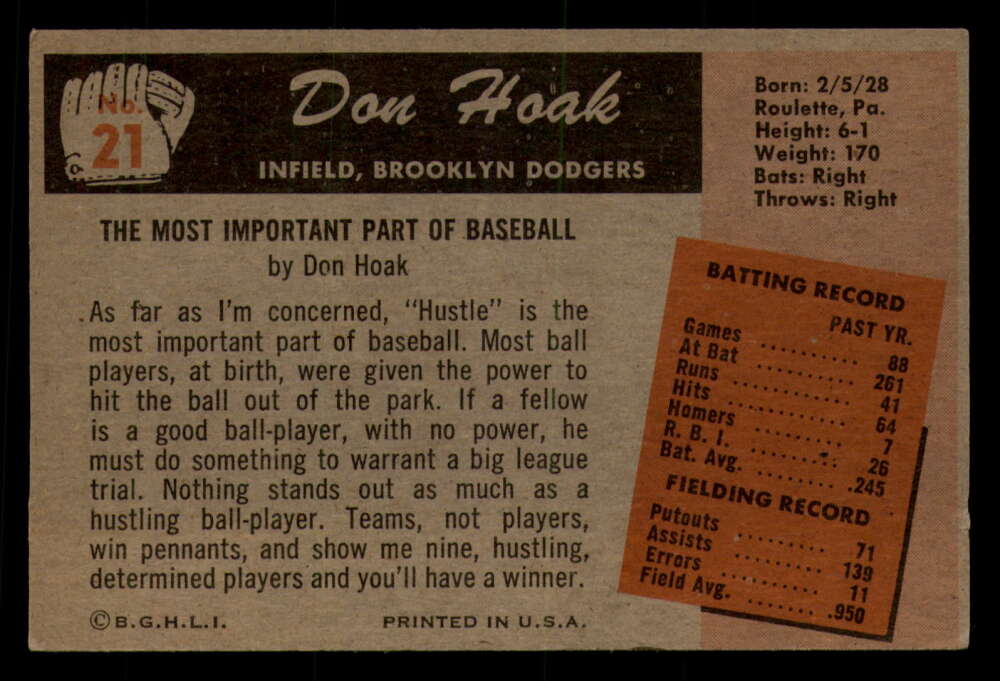 No.
21
Don Hoak
INFIELD, BROOKLYN DODGERS
Born: 2/5/28
Roulette, Pa.
Height: 6-1
Weight: 170
Bats: Right
Throws: Right
THE MOST IMPORTANT PART OF BASEBALL
by Don Hoak
As far as I'm concerned, "Hustle" is the
most important part of baseball. Most ball
players, at birth, were given the power to
hit the ball out of the park. If a fellow
is a good ball-player, with no power, he
must do something to warrant a big league
trial. Nothing stands out as much as a
hustling ball-player. Teams, not players,
win pennants, and show me nine, hustling,
determined players and you'll have a winner.
BATTING RECORD
PAST YR.
Games .......... 88
At Bat .......... 261
Runs .......... 41
Hits .......... 64
Homers .......... 7
R. B. I. .......... 26
Bat. Avg. ........ .245
FIELDING RECORD
Putouts ........ 71
Assists ........ 139
Errors .......... 11
Field Avg. ....... .950
© B.G.H.L.I.
PRINTED IN U.S.A.